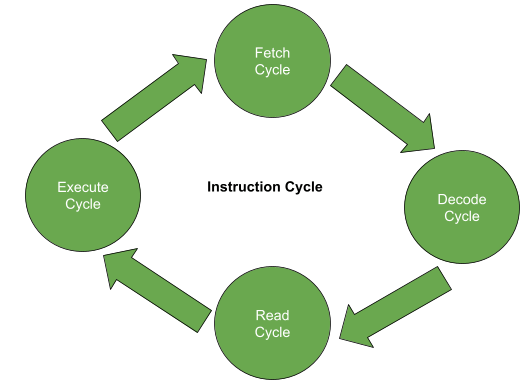 Fetch
Cycle
Execute
Cycle
Instruction Cycle
Decode
Cycle
Read
Cycle